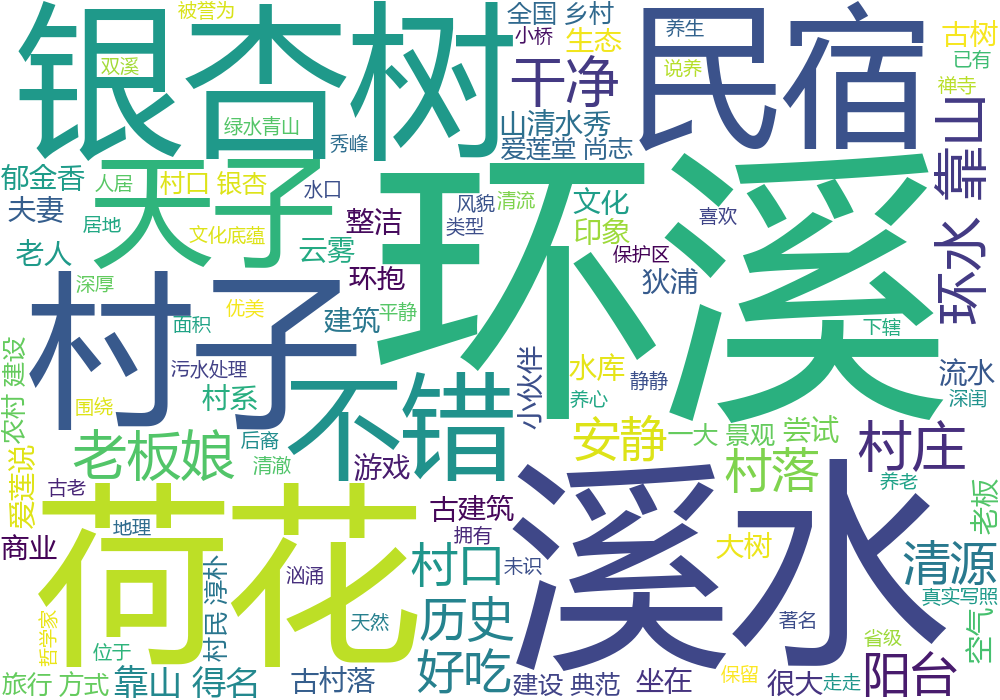 被誉为
全国 乡村
养生
银杏树
小桥
生态
民宿
古树
已有
双溪
干净
说养
禅寺
绿水青山
山清水秀
秀峰
爱莲堂 尚志
靠山
郁金香
人居
村口 银杏
水口
天子
环溪
风貌
清流
文化
喜欢
夫妻
居地
整洁
类型
印象
文化底蕴
老人
云雾
保护区
环水
环抱
狄浦
深厚
村子
优美
平静
面积
建筑
下辖
污水处理
小伙伴
水库
静静
流水
农村 建设
围绕
村系
不错
养心
深闺
后裔
安静
一大
景观
尝试
村庄
老板娘
清澈
游戏
村落
爱莲说
古老
荷花
古建筑
溪水
养老
老板
地理
拥有
大树
商业
村口
未识
清源
汹涌
村民 淳朴
真实写照
哲学家
天然
历史
著名
空气
位于
好吃
省级
旅行 方式
靠山 得名
古村落
建设 典范
坐在
保留
很大
走走
阳台